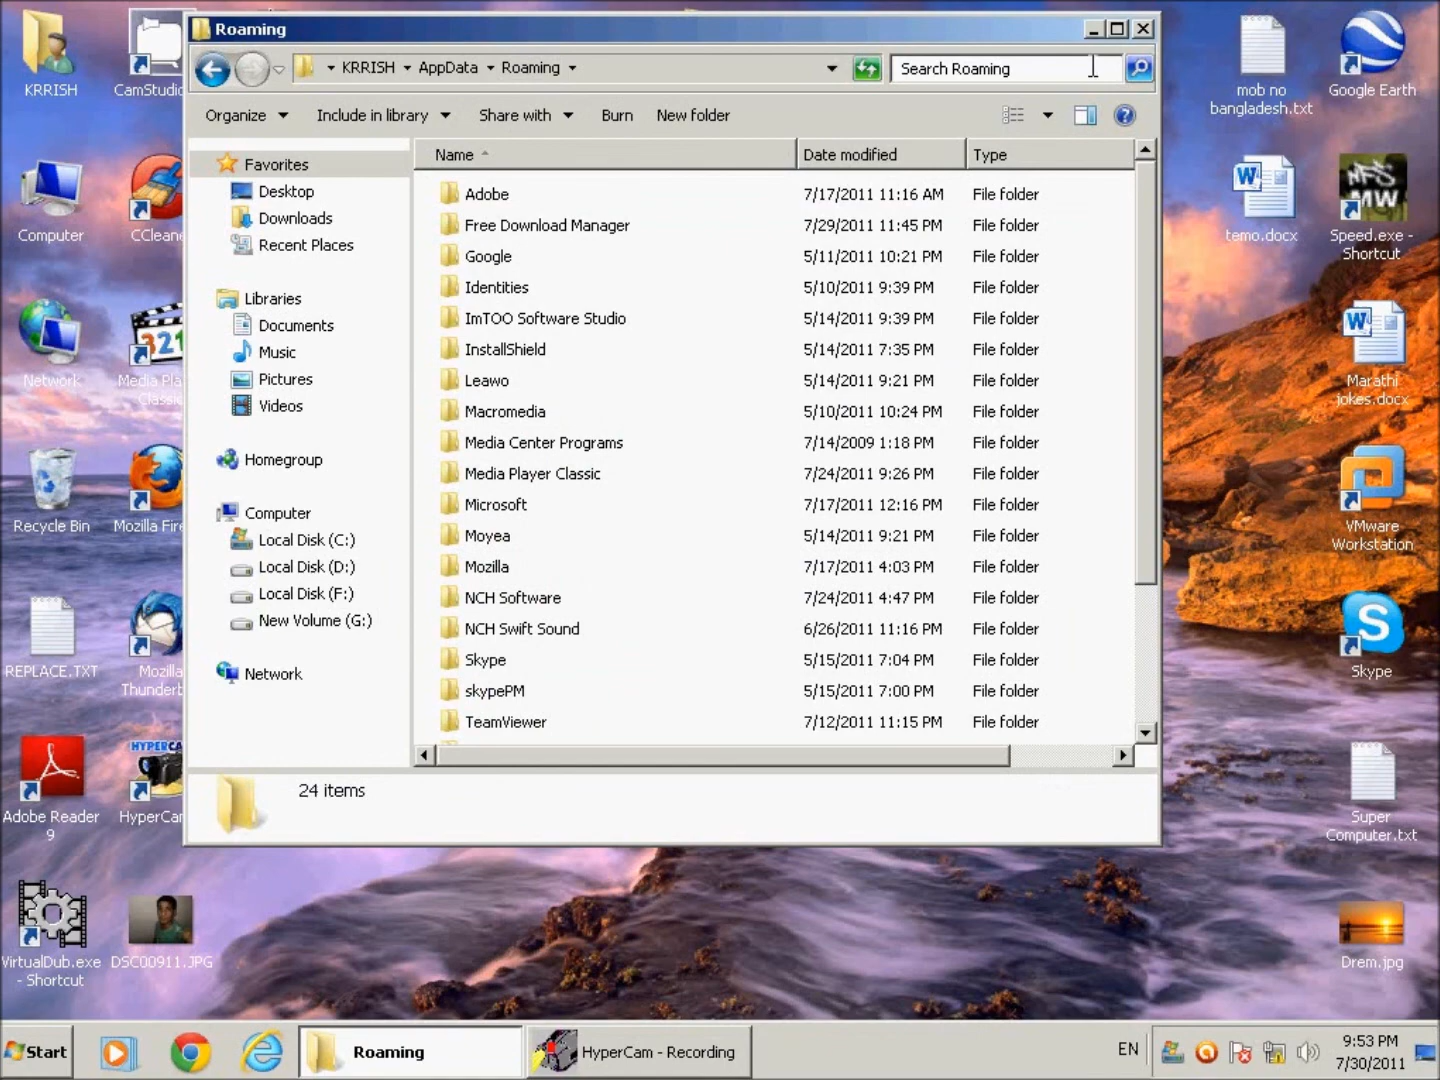 Roaming
KRRISH
AppData
Roaming
Search Roaming
Organize
Include in library
Share with
Burn
New folder
Name
Date modified
Type
Favorites
Desktop
Downloads
Recent Places
Libraries
Documents
Music
Pictures
Videos
Homegroup
Computer
Local Disk (C:)
Local Disk (D:)
Local Disk (F:)
New Volume (G:)
Network
Adobe 7/17/2011 11:16 AM File folder
Free Download Manager 7/29/2011 11:45 PM File folder
Google 5/11/2011 10:21 PM File folder
Identities 5/10/2011 9:39 PM File folder
ImTOO Software Studio 5/14/2011 9:39 PM File folder
InstallShield 5/14/2011 7:35 PM File folder
Leawo 5/14/2011 9:21 PM File folder
Macromedia 5/10/2011 10:24 PM File folder
Media Center Programs 7/14/2009 1:18 PM File folder
Media Player Classic 7/24/2011 9:26 PM File folder
Microsoft 7/17/2011 12:16 PM File folder
Moyea 5/14/2011 9:21 PM File folder
Mozilla 7/17/2011 4:03 PM File folder
NCH Software 7/24/2011 4:47 PM File folder
NCH Swift Sound 6/26/2011 11:16 PM File folder
Skype 5/15/2011 7:04 PM File folder
skypePM 5/15/2011 7:00 PM File folder
TeamViewer 7/12/2011 11:15 PM File folder
24 items
KRRISH
CamStudio
Computer
CCleane
Network
321
Media Pla
Classic
Recycle Bin
Mozilla Fire
REPLACE.TXT
Mozilla
Thunderb
Adobe Reader
9
HYPERCA
HyperCam
VirtualDub.exe
- Shortcut
DSC00911.JPG
mob no
bangladesh.txt
Google Earth
W
temo.docx
NFS
MW
Speed.exe -
Shortcut
W
Marathi
jokes.docx
VMware
Workstation
S
Skype
Super
Computer.txt
Drem.jpg
Start
Roaming
HyperCam - Recording
EN
9:53 PM
7/30/2011